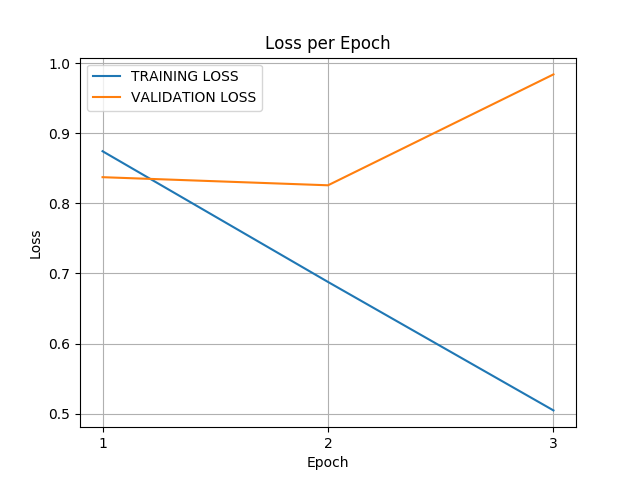 Loss per Epoch
TRAINING LOSS
VALIDATION LOSS
1.0
0.9
0.8
0.7
0.6
0.5
Loss
1 2 3
Epoch